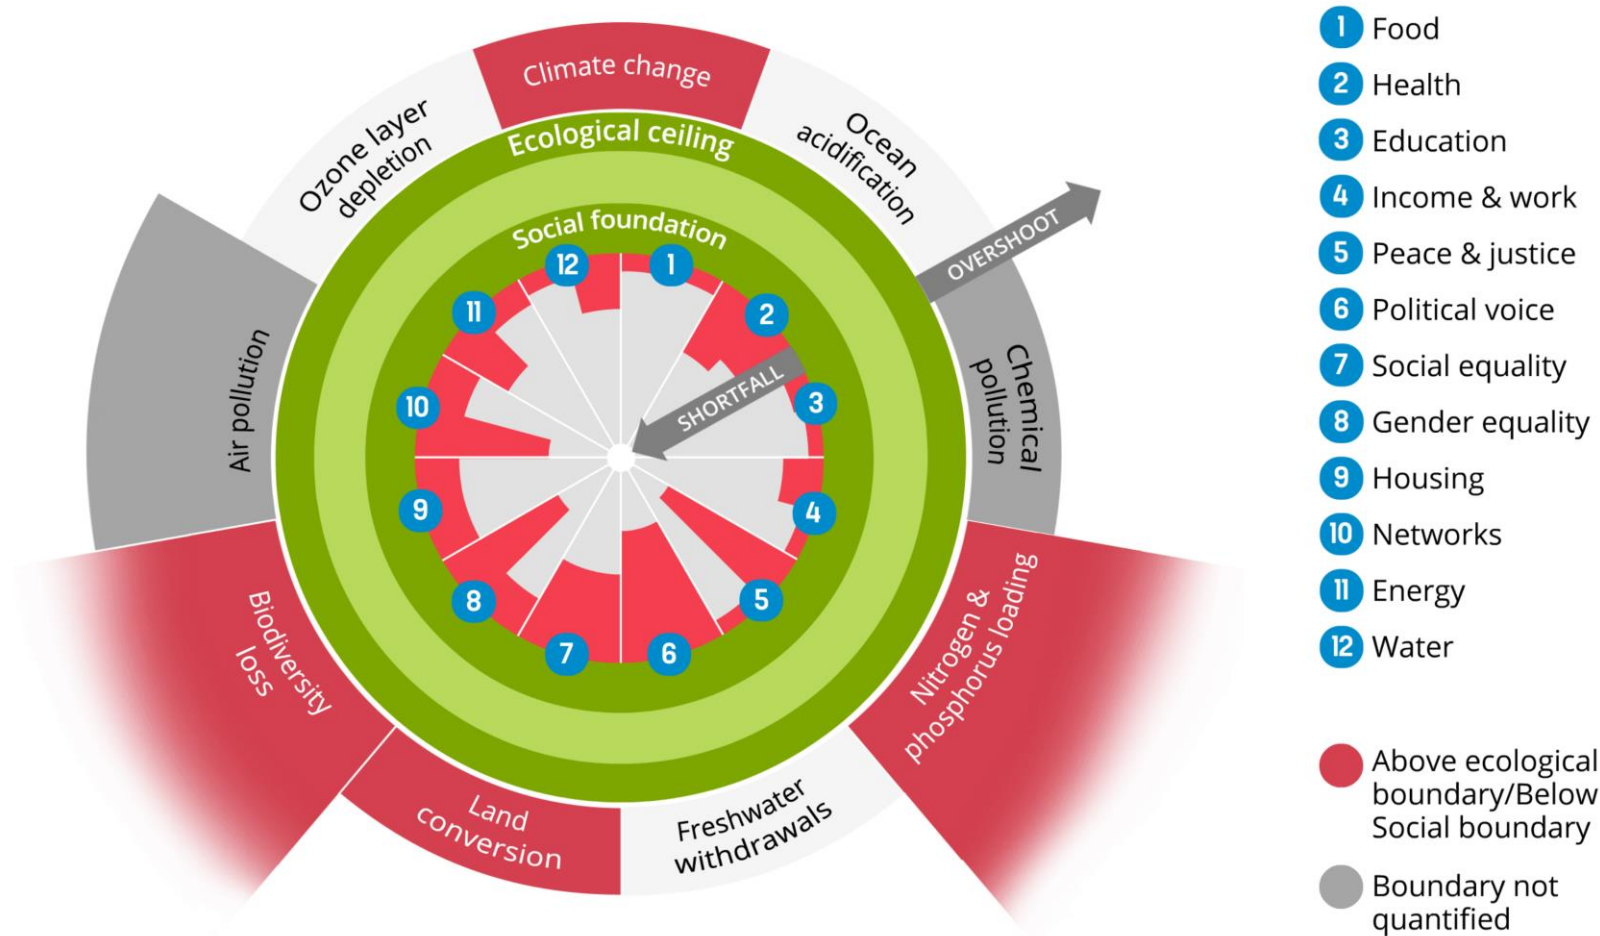 Climate change
Ozone layer
depletion
Ocean
acidification
Ecological ceiling
OVERSHOOT
Social foundation
12
1
11
2
Air pollution
Chemical
pollution
SHORTFALL
10
3
9
4
8
5
7
6
Biodiversity
loss
Nitrogen &
phosphorus loading
Land
conversion
Freshwater
withdrawals
1 Food
2 Health
3 Education
4 Income & work
5 Peace & justice
6 Political voice
7 Social equality
8 Gender equality
9 Housing
10 Networks
11 Energy
12 Water
Above ecological
boundary/Below
Social boundary
Boundary not
quantified